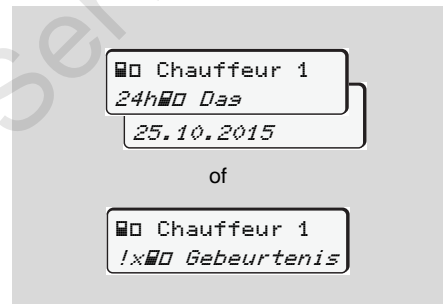 Chauffeur 1
24h Dag
25.10.2015
of
Chauffeur 1
!x Gebeurtenis